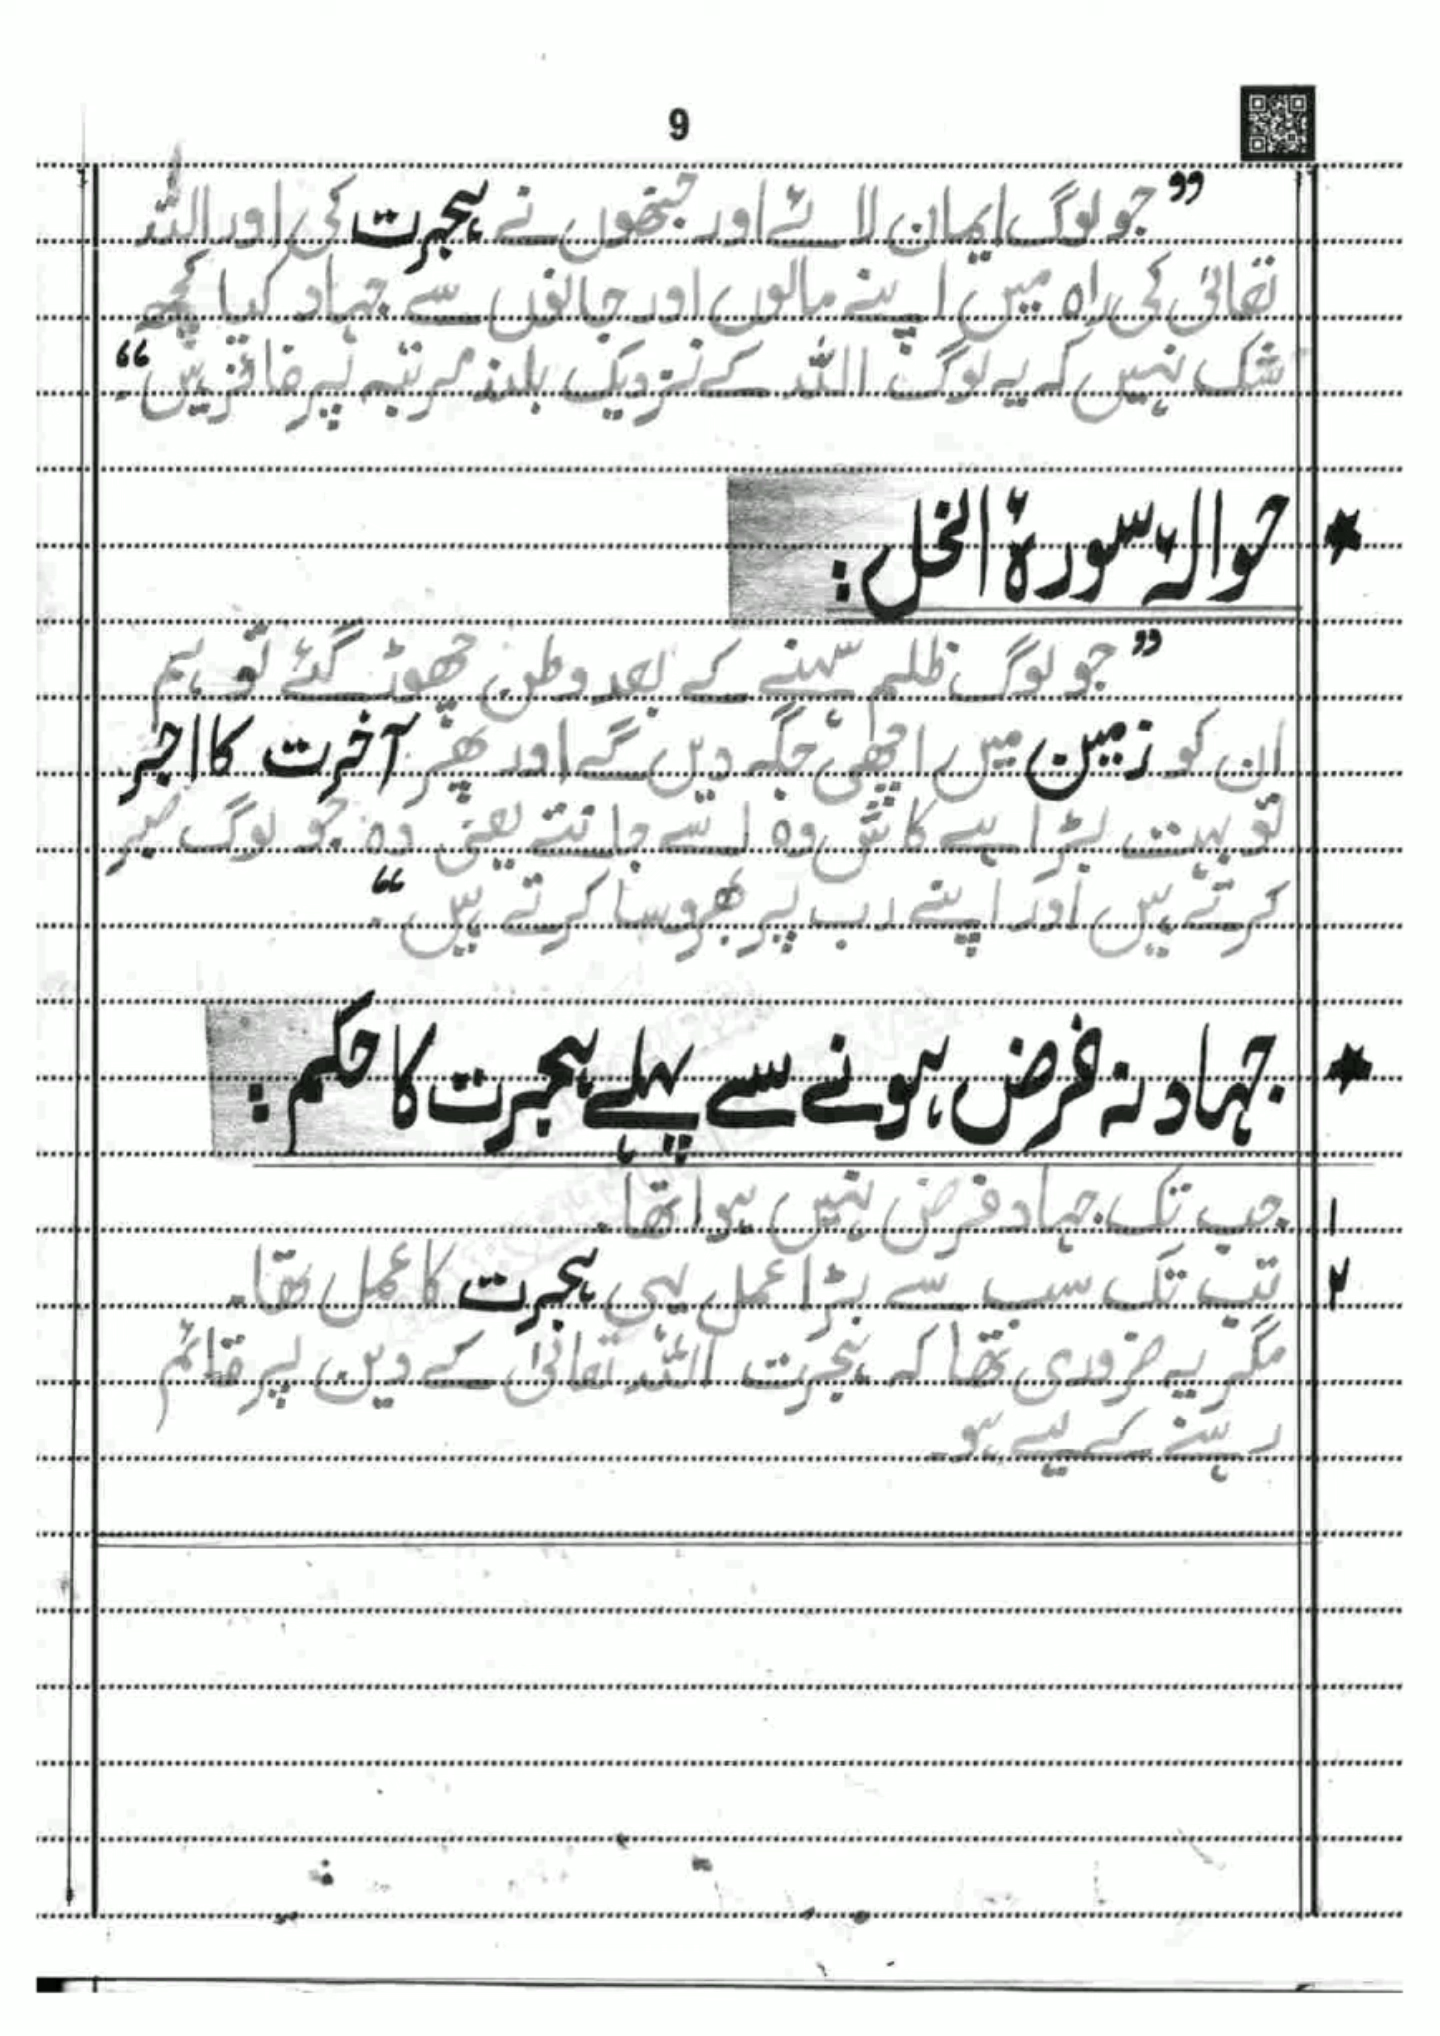 9
”جو لوگ ایمان لائے اور جنھوں نے ہجرت کی اور اللہ
تعالیٰ کی راہ میں اپنے مالوں اور جانوں سے جہاد کیا کچھ
شک نہیں کہ یہ لوگ اللہ کے نزدیک بلند مرتبہ پر فائز ہیں“۔
★ حوالۂ سورۃ النحل:
”جو لوگ ظلم سہنے کے بعد وطن چھوڑ گئے تو ہم
ان کو زمین میں اچھی جگہ دیں گے اور پھر آخرت کا اجر
تو بہت بڑا ہے کاش وہ اسے جانتے یعنی وہ جو لوگ صبر
کرتے ہیں اور اپنے رب پر بھروسا کرتے ہیں“۔
★ جہاد نہ فرض ہونے سے پہلے ہجرت کا حکم:
۱ جب تک جہاد فرض نہیں ہوا تھا۔
۲ تب تک سب سے بڑا عمل یہی ہجرت کا عمل تھا۔
مگر یہ ضروری تھا کہ ہجرت اللہ تعالیٰ کے دین پر قائم
رہنے کے لیے ہو۔